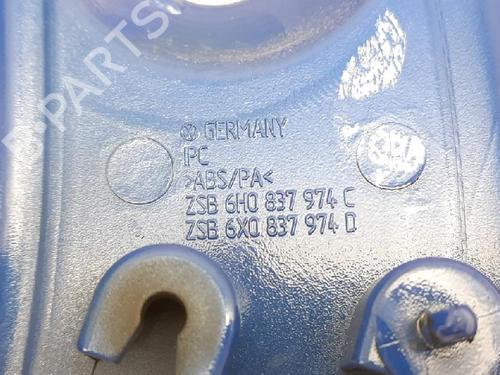 GERMANY
IPC
>ABS/PA<
ZSB 6H0 837 974 C
ZSB 6X0 837 974 D
B-PARTS